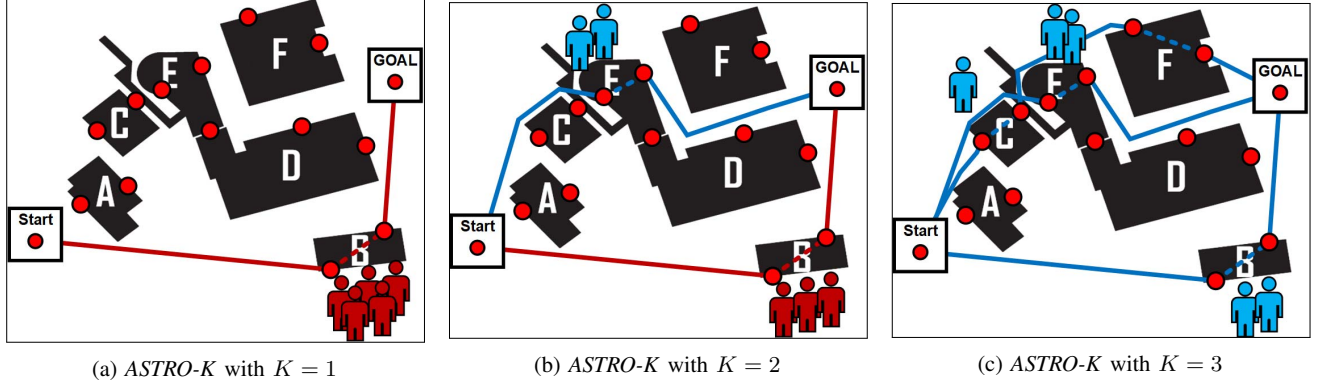 F
GOAL
E
C
D
A
Start
B
F
GOAL
E
C
D
A
Start
B
F
GOAL
E
C
D
A
Start
B
(a) ASTRO-K with K = 1
(b) ASTRO-K with K = 2
(c) ASTRO-K with K = 3